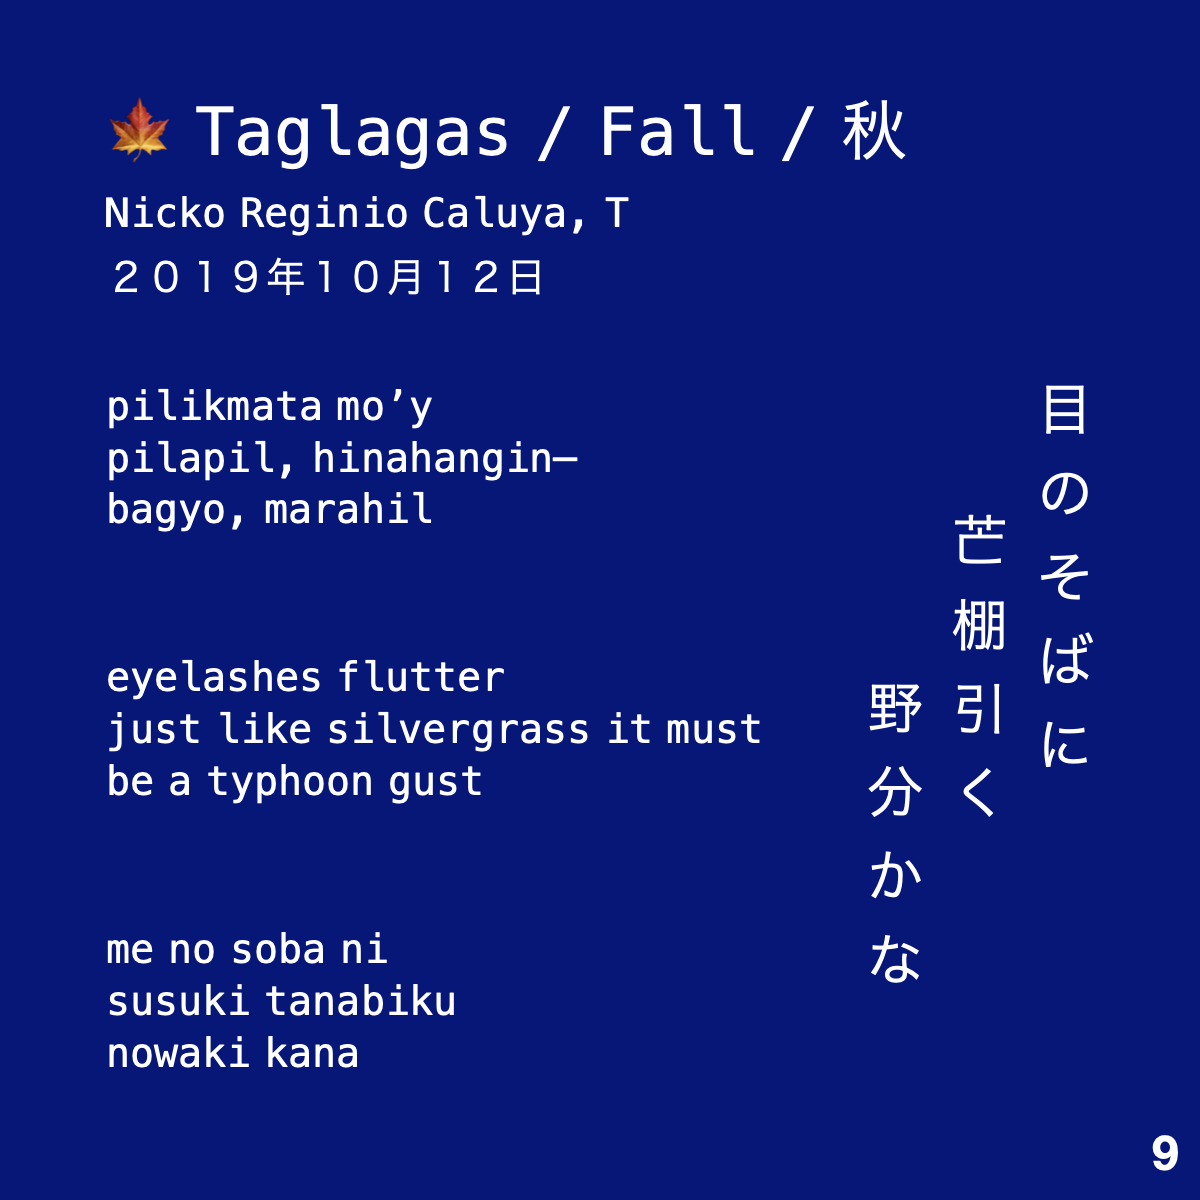 🍁 Taglagas / Fall / 秋
Nicko Reginio Caluya, T
２０１９年１０月１２日
pilikmata mo’y
pilapil, hinahangin—
bagyo, marahil
eyelashes flutter
just like silvergrass it must
be a typhoon gust
me no soba ni
susuki tanabiku
nowaki kana
目のそばに
芒棚引く
野分かな
9